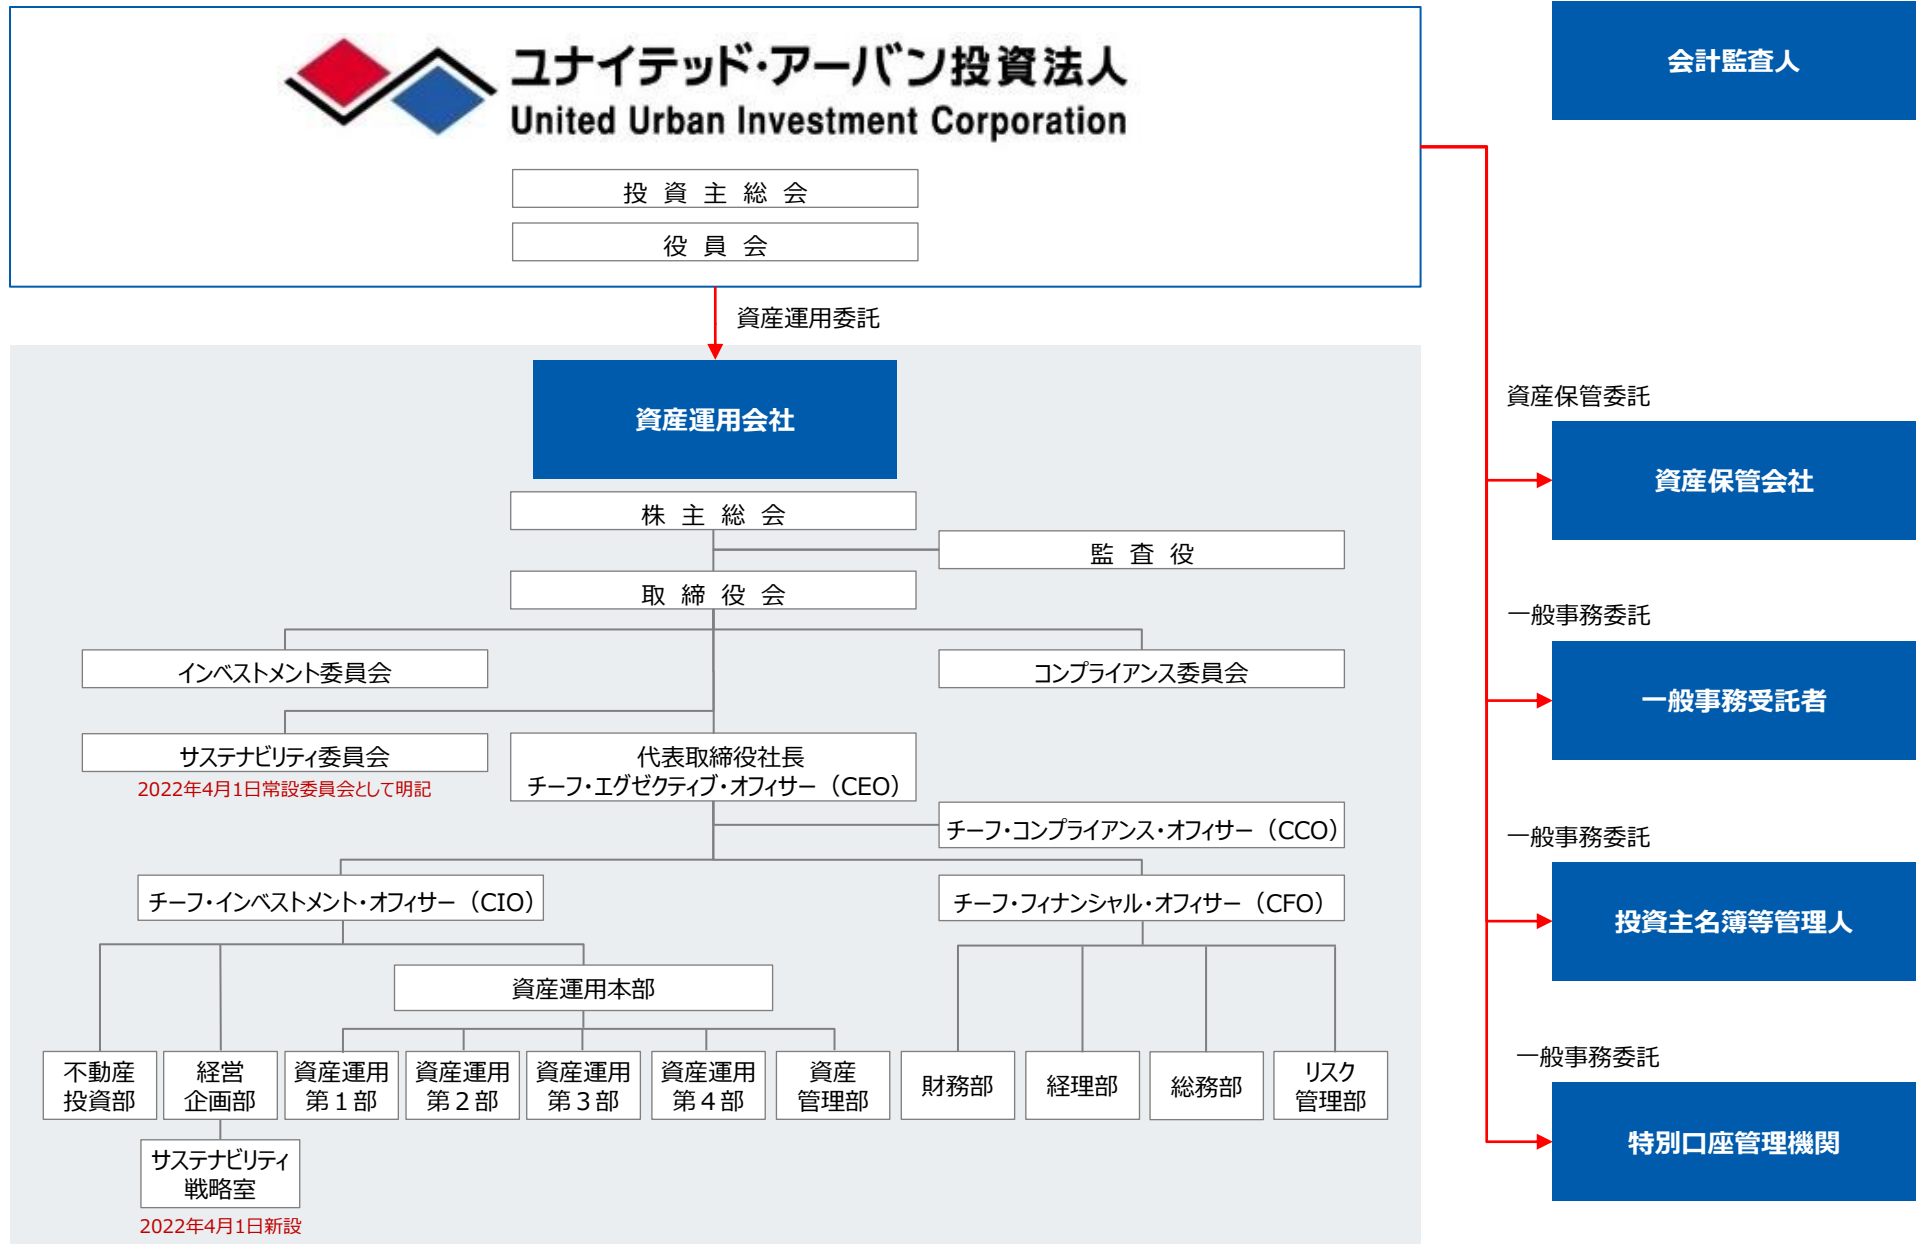 ユナイテッド・アーバン投資法人
United Urban Investment Corporation
投資主総会
役員会
会計監査人
資産運用委託
資産運用会社
株主総会
監査役
取締役会
インベストメント委員会
コンプライアンス委員会
サステナビリティ委員会
2022年4月1日常設委員会として明記
代表取締役社長
チーフ・エグゼクティブ・オフィサー（CEO）
チーフ・コンプライアンス・オフィサー（CCO）
チーフ・インベストメント・オフィサー（CIO）
チーフ・フィナンシャル・オフィサー（CFO）
資産運用本部
不動産
投資部
経営
企画部
資産運用
第１部
資産運用
第２部
資産運用
第３部
資産運用
第４部
資産
管理部
財務部
経理部
総務部
リスク
管理部
サステナビリティ
戦略室
2022年4月1日新設
資産保管委託
資産保管会社
一般事務委託
一般事務受託者
一般事務委託
投資主名簿等管理人
一般事務委託
特別口座管理機関